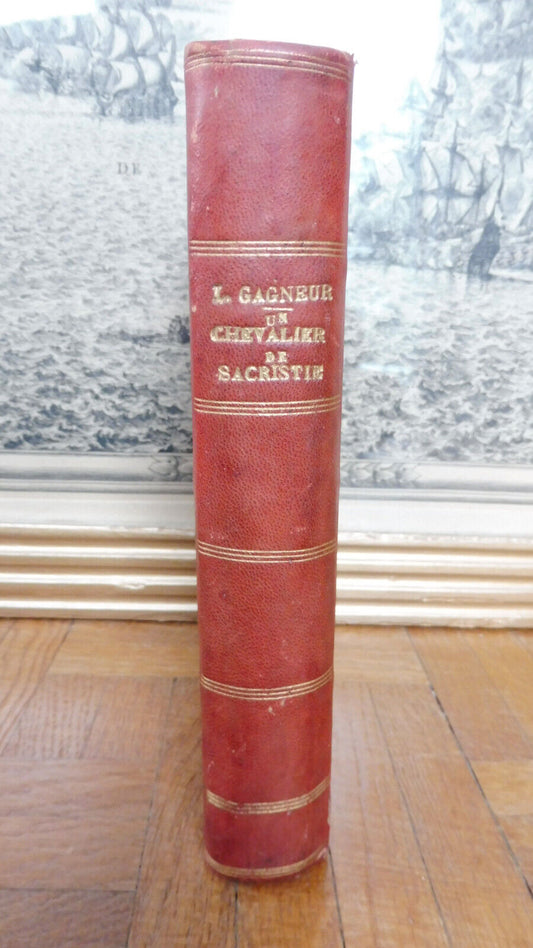 DE
L. GAGNEUR
UN
CHEVALIER
DE
SACRISTIE